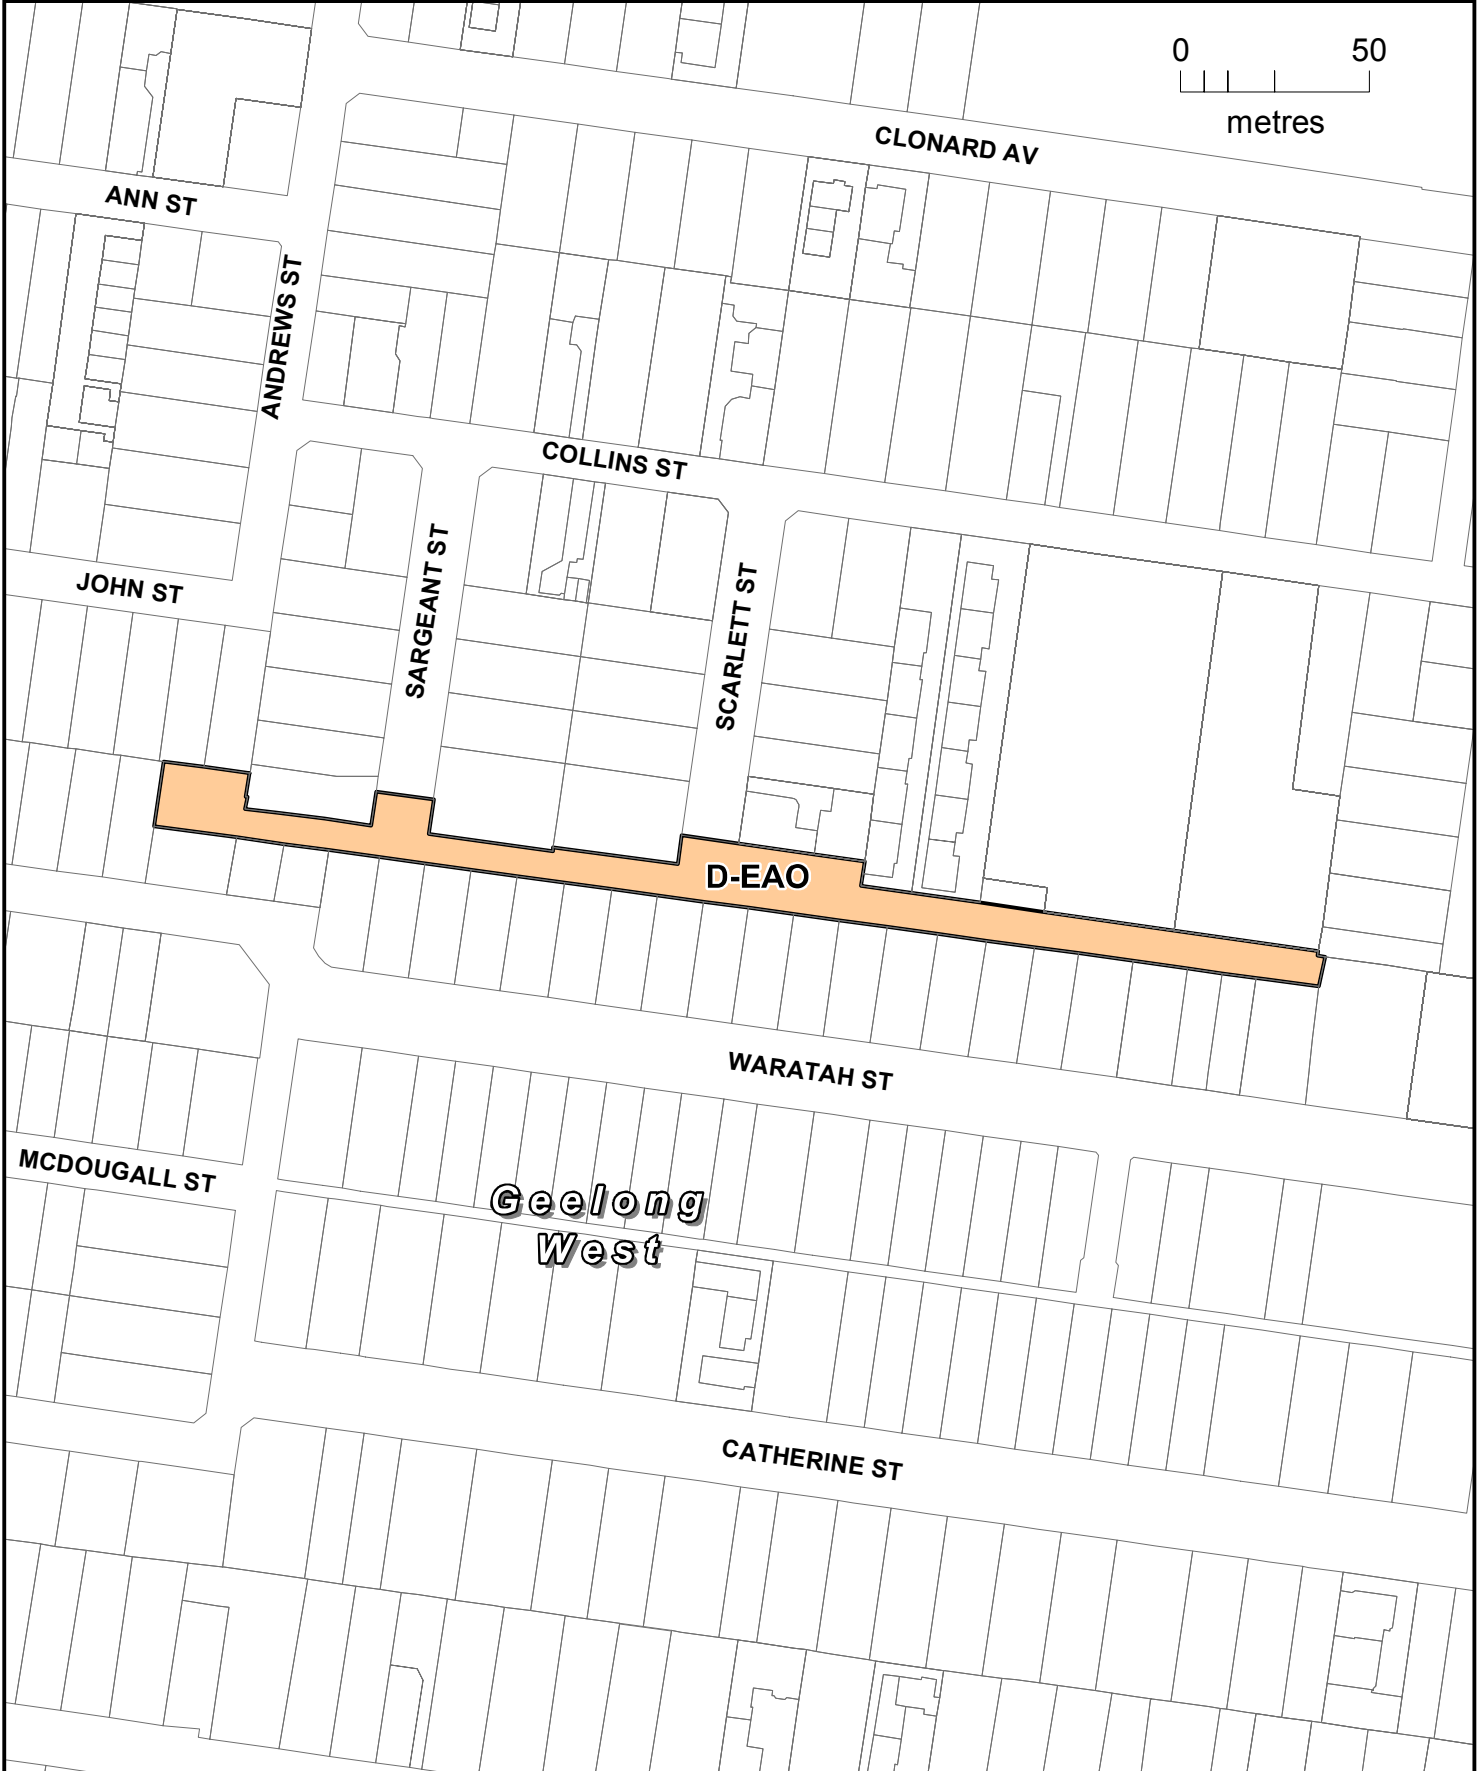 0 50
metres
CLONARD AV
ANN ST
ANDREWS ST
COLLINS ST
SARGEANT ST
SCARLETT ST
JOHN ST
D-EAO
WARATAH ST
MCDOUGALL ST
Geelong
West
CATHERINE ST